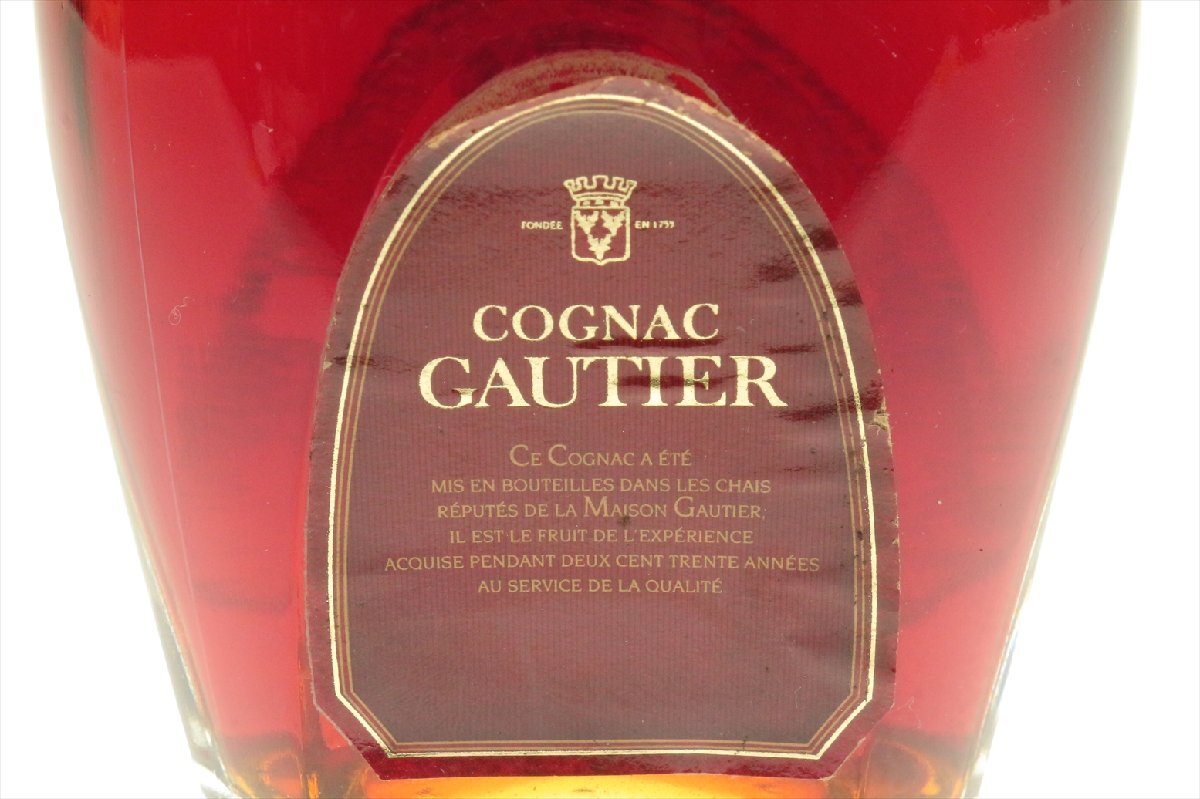 FONDÉE EN 1755
COGNAC
GAUTIER
CE COGNAC A ÉTÉ
MIS EN BOUTEILLES DANS LES CHAIS
RÉPUTÉS DE LA MAISON GAUTIER;
IL EST LE FRUIT DE L'EXPÉRIENCE
ACQUISE PENDANT DEUX CENT TRENTE ANNÉES
AU SERVICE DE LA QUALITÉ